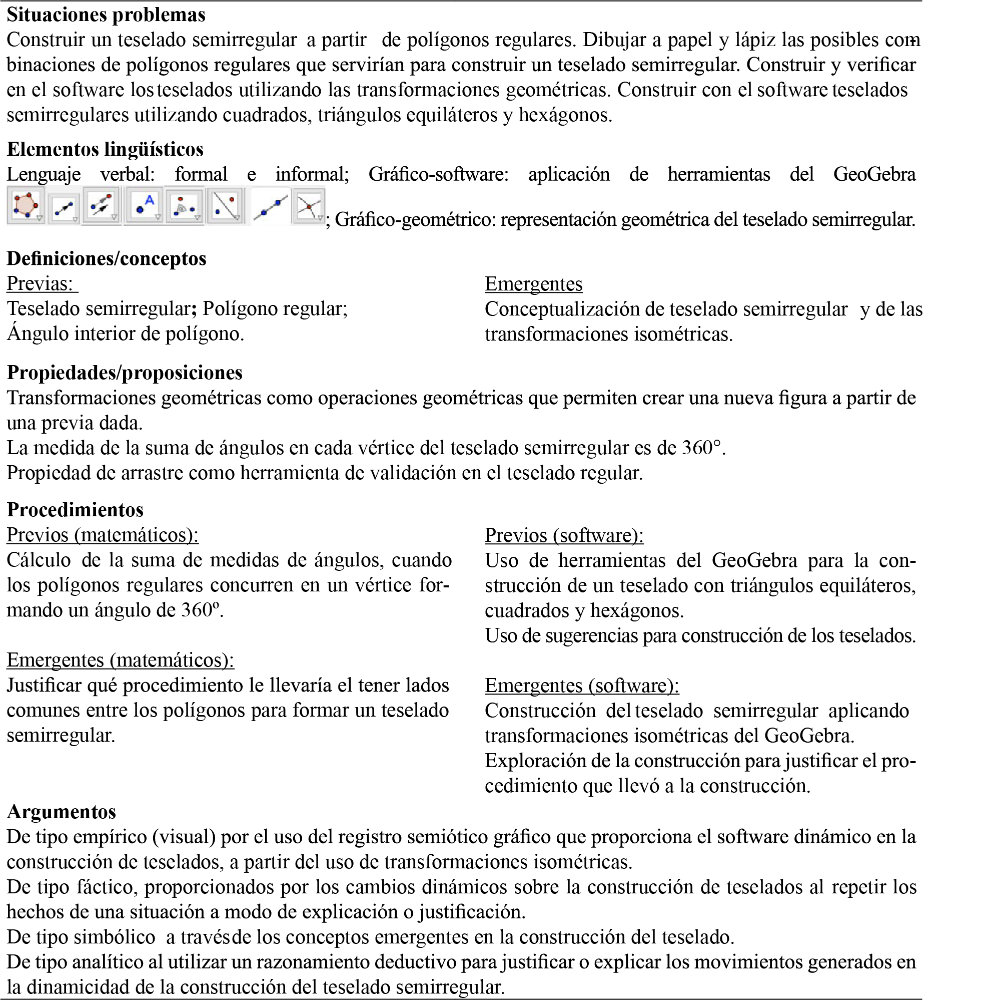 Situaciones problemas
Construir un teselado semirregular a partir de polígonos regulares. Dibujar a papel y lápiz las posibles com-
binaciones de polígonos regulares que servirían para construir un teselado semirregular. Construir y verificar
en el software los teselados utilizando las transformaciones geométricas. Construir con el software teselados
semirregulares utilizando cuadrados, triángulos equiláteros y hexágonos.
Elementos lingüísticos
Lenguaje verbal: formal e informal; Gráfico-software: aplicación de herramientas del GeoGebra
A
; Gráfico-geométrico: representación geométrica del teselado semirregular.
Definiciones/conceptos
Previas:
Teselado semirregular; Polígono regular;
Ángulo interior de polígono.
Emergentes
Conceptualización de teselado semirregular y de las
transformaciones isométricas.
Propiedades/proposiciones
Transformaciones geométricas como operaciones geométricas que permiten crear una nueva figura a partir de
una previa dada.
La medida de la suma de ángulos en cada vértice del teselado semirregular es de 360°.
Propiedad de arrastre como herramienta de validación en el teselado regular.
Procedimientos
Previos (matemáticos):
Cálculo de la suma de medidas de ángulos, cuando
los polígonos regulares concurren en un vértice for-
mando un ángulo de 360º.
Previos (software):
Uso de herramientas del GeoGebra para la con-
strucción de un teselado con triángulos equiláteros,
cuadrados y hexágonos.
Uso de sugerencias para construcción de los teselados.
Emergentes (matemáticos):
Justificar qué procedimiento le llevaría el tener lados
comunes entre los polígonos para formar un teselado
semirregular.
Emergentes (software):
Construcción del teselado semirregular aplicando
transformaciones isométricas del GeoGebra.
Exploración de la construcción para justificar el pro-
cedimiento que llevó a la construcción.
Argumentos
De tipo empírico (visual) por el uso del registro semiótico gráfico que proporciona el software dinámico en la
construcción de teselados, a partir del uso de transformaciones isométricas.
De tipo fáctico, proporcionados por los cambios dinámicos sobre la construcción de teselados al repetir los
hechos de una situación a modo de explicación o justificación.
De tipo simbólico a través de los conceptos emergentes en la construcción del teselado.
De tipo analítico al utilizar un razonamiento deductivo para justificar o explicar los movimientos generados en
la dinamicidad de la construcción del teselado semirregular.